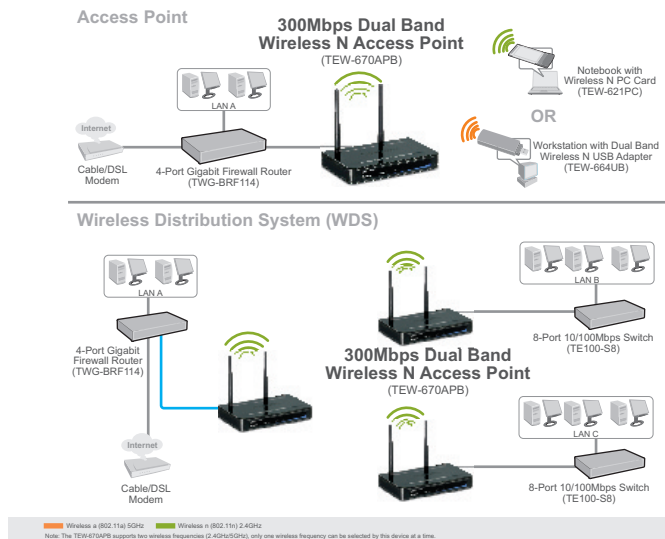 Access Point
300Mbps Dual Band
Wireless N Access Point
(TEW-670APB)
LAN A
Internet
Cable/DSL
Modem
4-Port Gigabit Firewall Router
(TWG-BRF114)
Notebook with
Wireless N PC Card
(TEW-621PC)
OR
Workstation with Dual Band
Wireless N USB Adapter
(TEW-664UB)
Wireless Distribution System (WDS)
LAN A
4-Port Gigabit
Firewall Router
(TWG-BRF114)
Internet
Cable/DSL
Modem
LAN B
8-Port 10/100Mbps Switch
(TE100-S8)
300Mbps Dual Band
Wireless N Access Point
(TEW-670APB)
LAN C
8-Port 10/100Mbps Switch
(TE100-S8)
Wireless a (802.11a) 5GHz Wireless n (802.11n) 2.4GHz
Note: The TEW-670APB supports two wireless frequencies (2.4GHz/5GHz), only one wireless frequency can be selected by this device at a time.